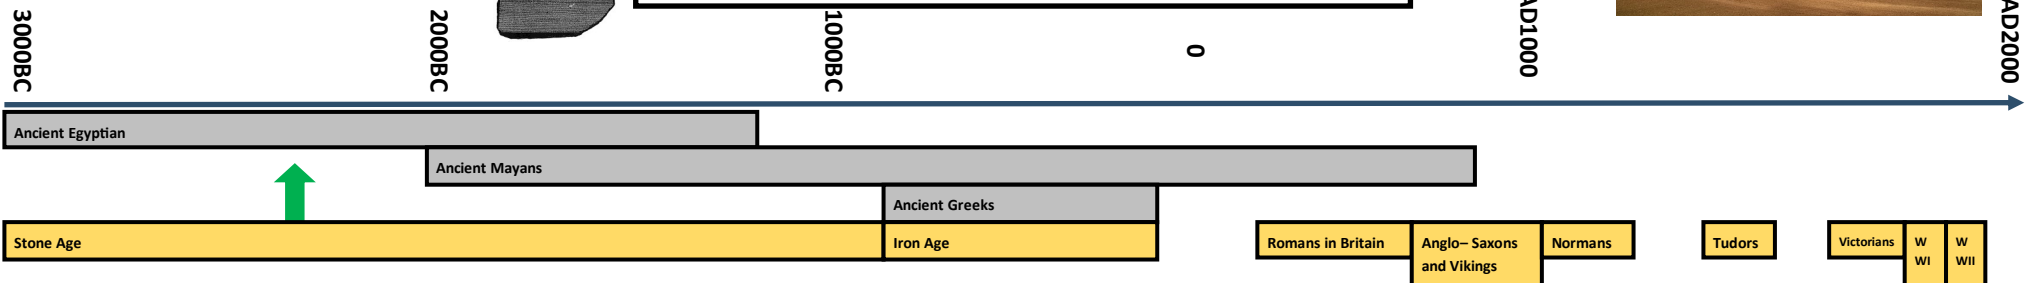 3000BC
2000BC
1000BC
0
AD1000
AD2000
Ancient Egyptian
Ancient Mayans
Ancient Greeks
Stone Age
Iron Age
Romans in Britain
Anglo– Saxons
and Vikings
Normans
Tudors
Victorians
W
WI
W
WII